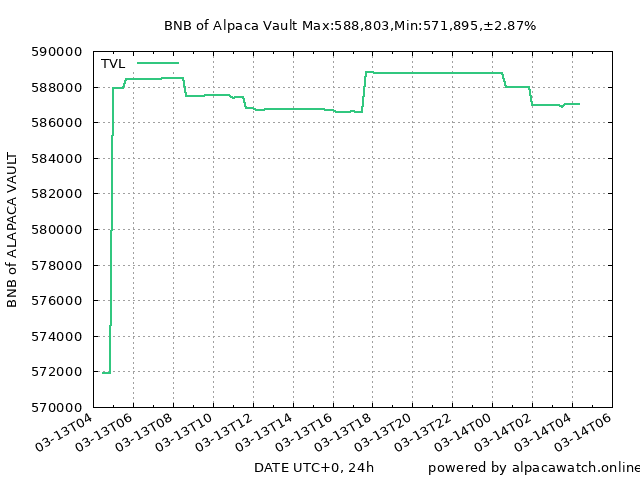 BNB of Alpaca Vault Max:588,803,Min:571,895,±2.87%
TVL
BNB of ALAPACA VAULT
590000
588000
586000
584000
582000
580000
578000
576000
574000
572000
570000
03-13T04
03-13T06
03-13T08
03-13T10
03-13T12
03-13T14
03-13T16
03-13T18
03-13T20
03-13T22
03-14T00
03-14T02
03-14T04
03-14T06
DATE UTC+0, 24h
powered by alpacawatch.online